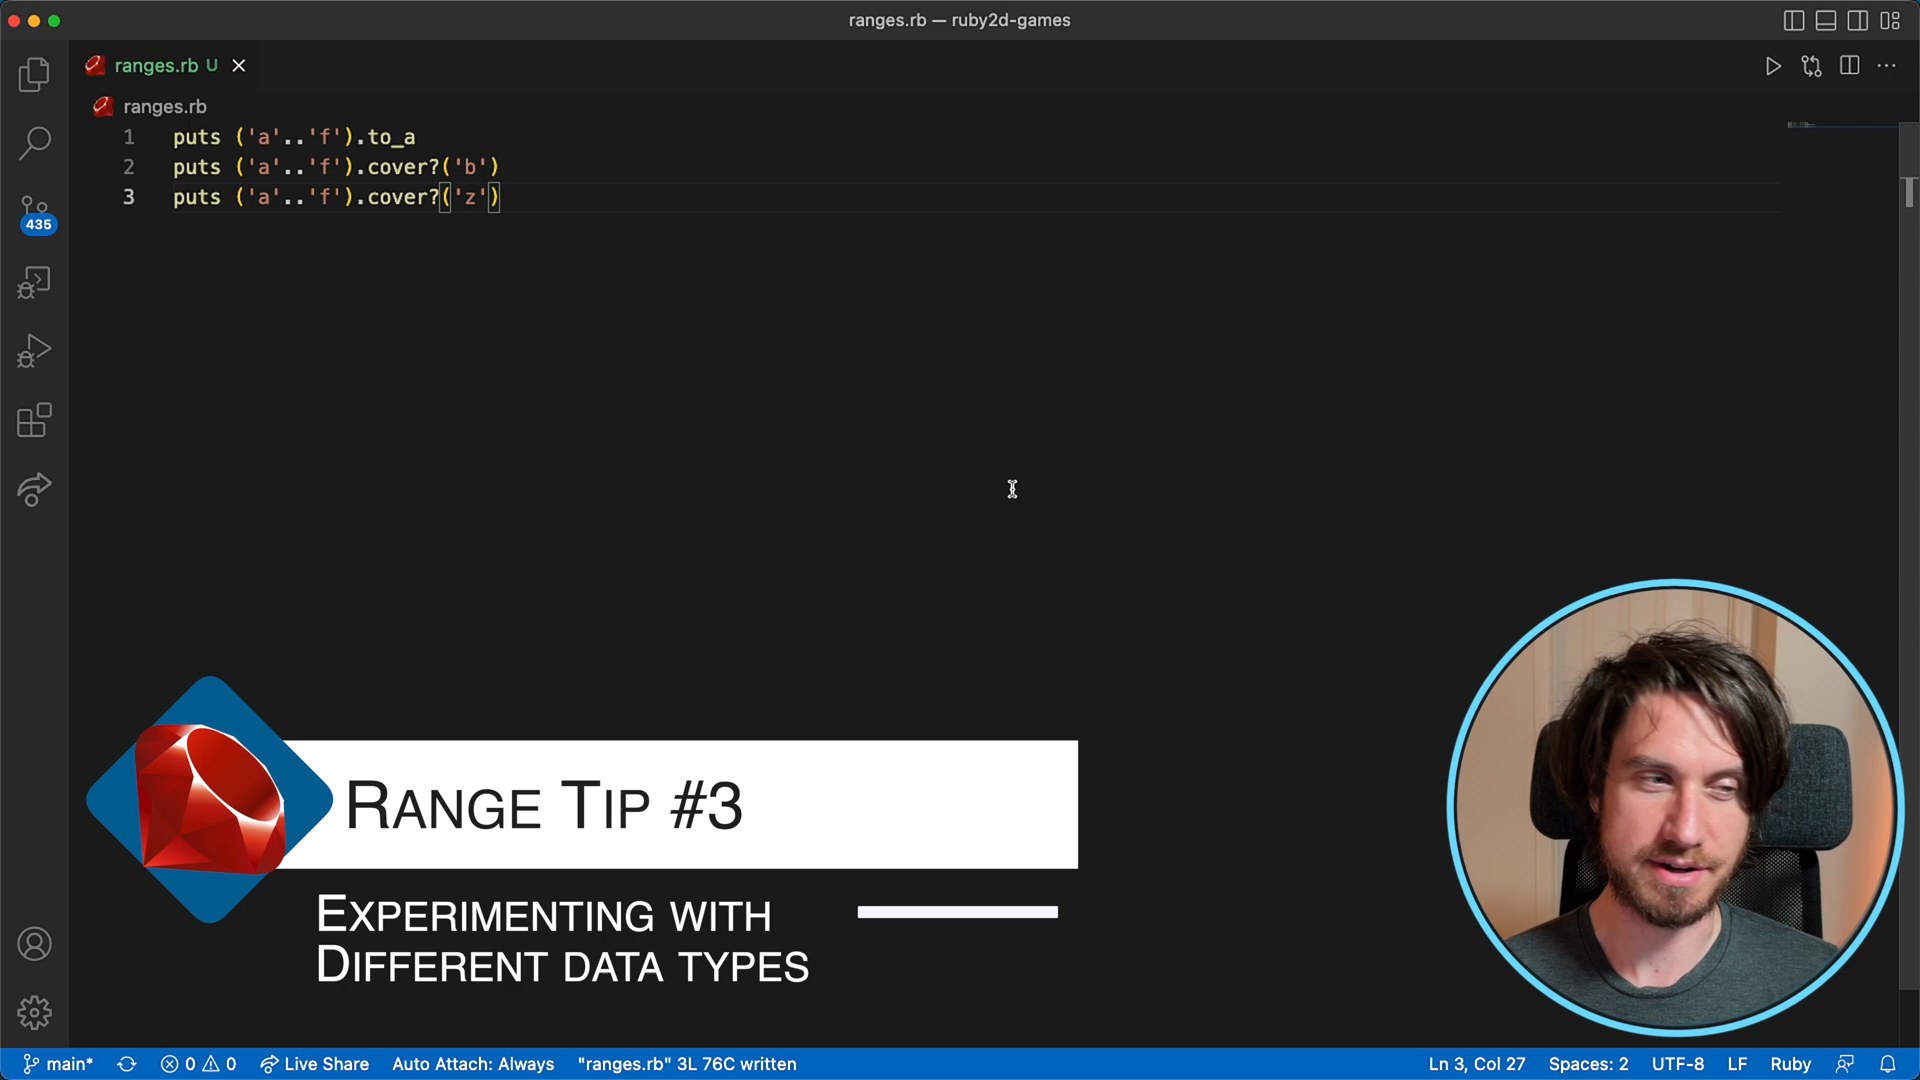 ranges.rb — ruby2d-games
ranges.rb U
ranges.rb
1 puts ('a'..'f').to_a
2 puts ('a'..'f').cover?('b')
3 puts ('a'..'f').cover?('z')
435
RANGE TIP #3
EXPERIMENTING WITH
DIFFERENT DATA TYPES
main* 0 0 Live Share Auto Attach: Always "ranges.rb" 3L 76C written Ln 3, Col 27 Spaces: 2 UTF-8 LF Ruby